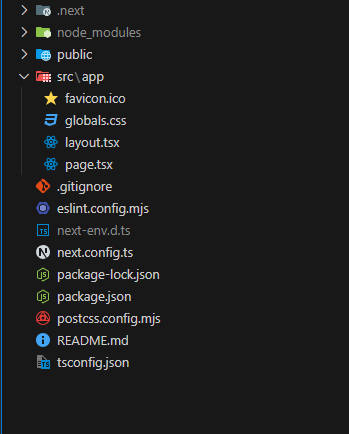 .next
node_modules
public
src\app
favicon.ico
globals.css
layout.tsx
page.tsx
.gitignore
eslint.config.mjs
next-env.d.ts
next.config.ts
package-lock.json
package.json
postcss.config.mjs
README.md
tsconfig.json